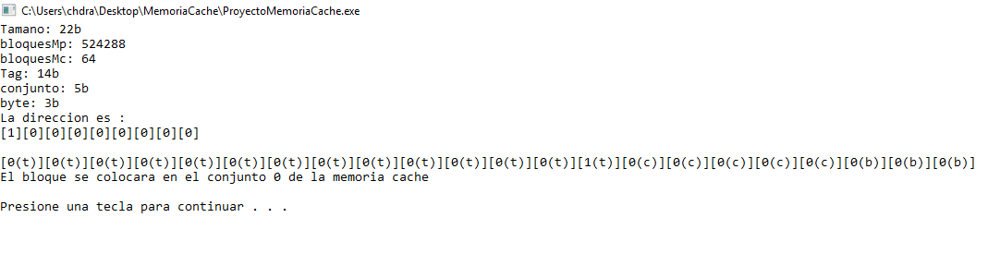 C:\Users\chdra\Desktop\MemoriaCache\ProyectoMemoriaCache.exe
Tamano: 22b
bloquesMp: 524288
bloquesMc: 64
Tag: 14b
conjunto: 5b
byte: 3b
La direccion es :
[1][0][0][0][0][0][0][0][0]
[0(t)][0(t)][0(t)][0(t)][0(t)][0(t)][0(t)][0(t)][0(t)][0(t)][0(t)][0(t)][0(t)][1(t)][0(c)][0(c)][0(c)][0(c)][0(c)][0(b)][0(b)][0(b)]
El bloque se colocara en el conjunto 0 de la memoria cache
Presione una tecla para continuar . . .